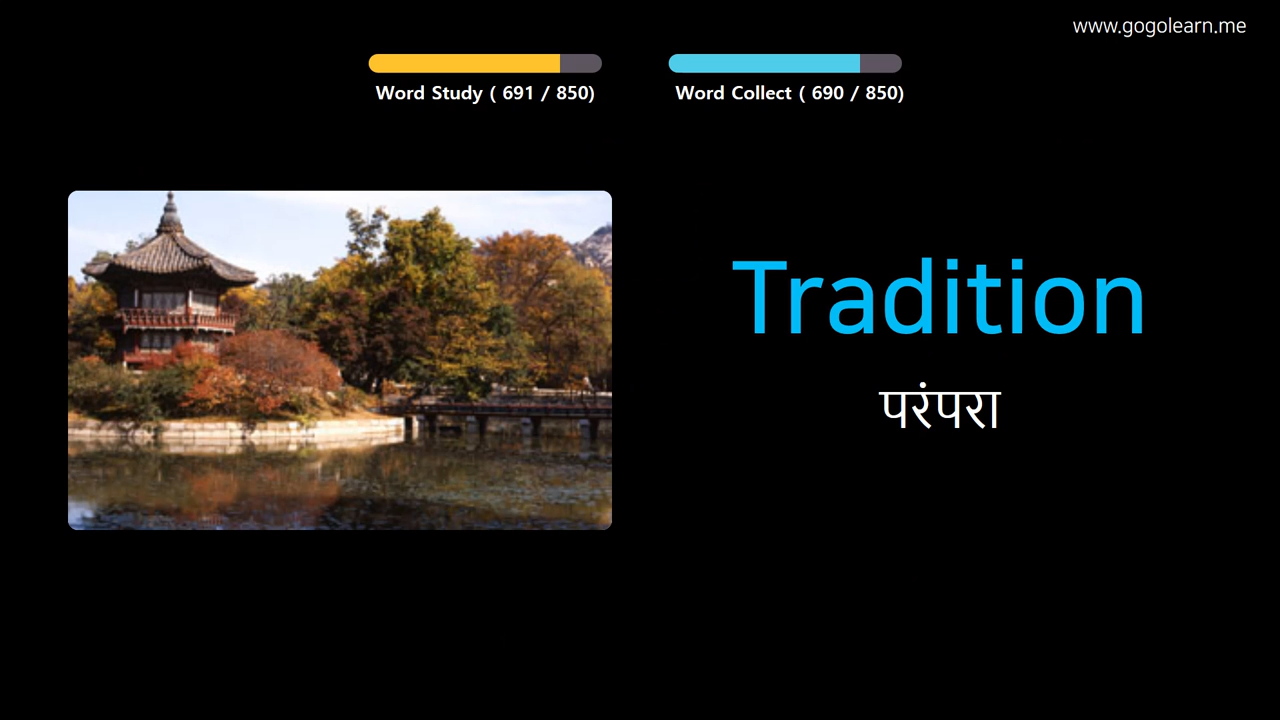 www.gogolearn.me
Word Study ( 691 / 850)
Word Collect ( 690 / 850)
Tradition
परंपरा